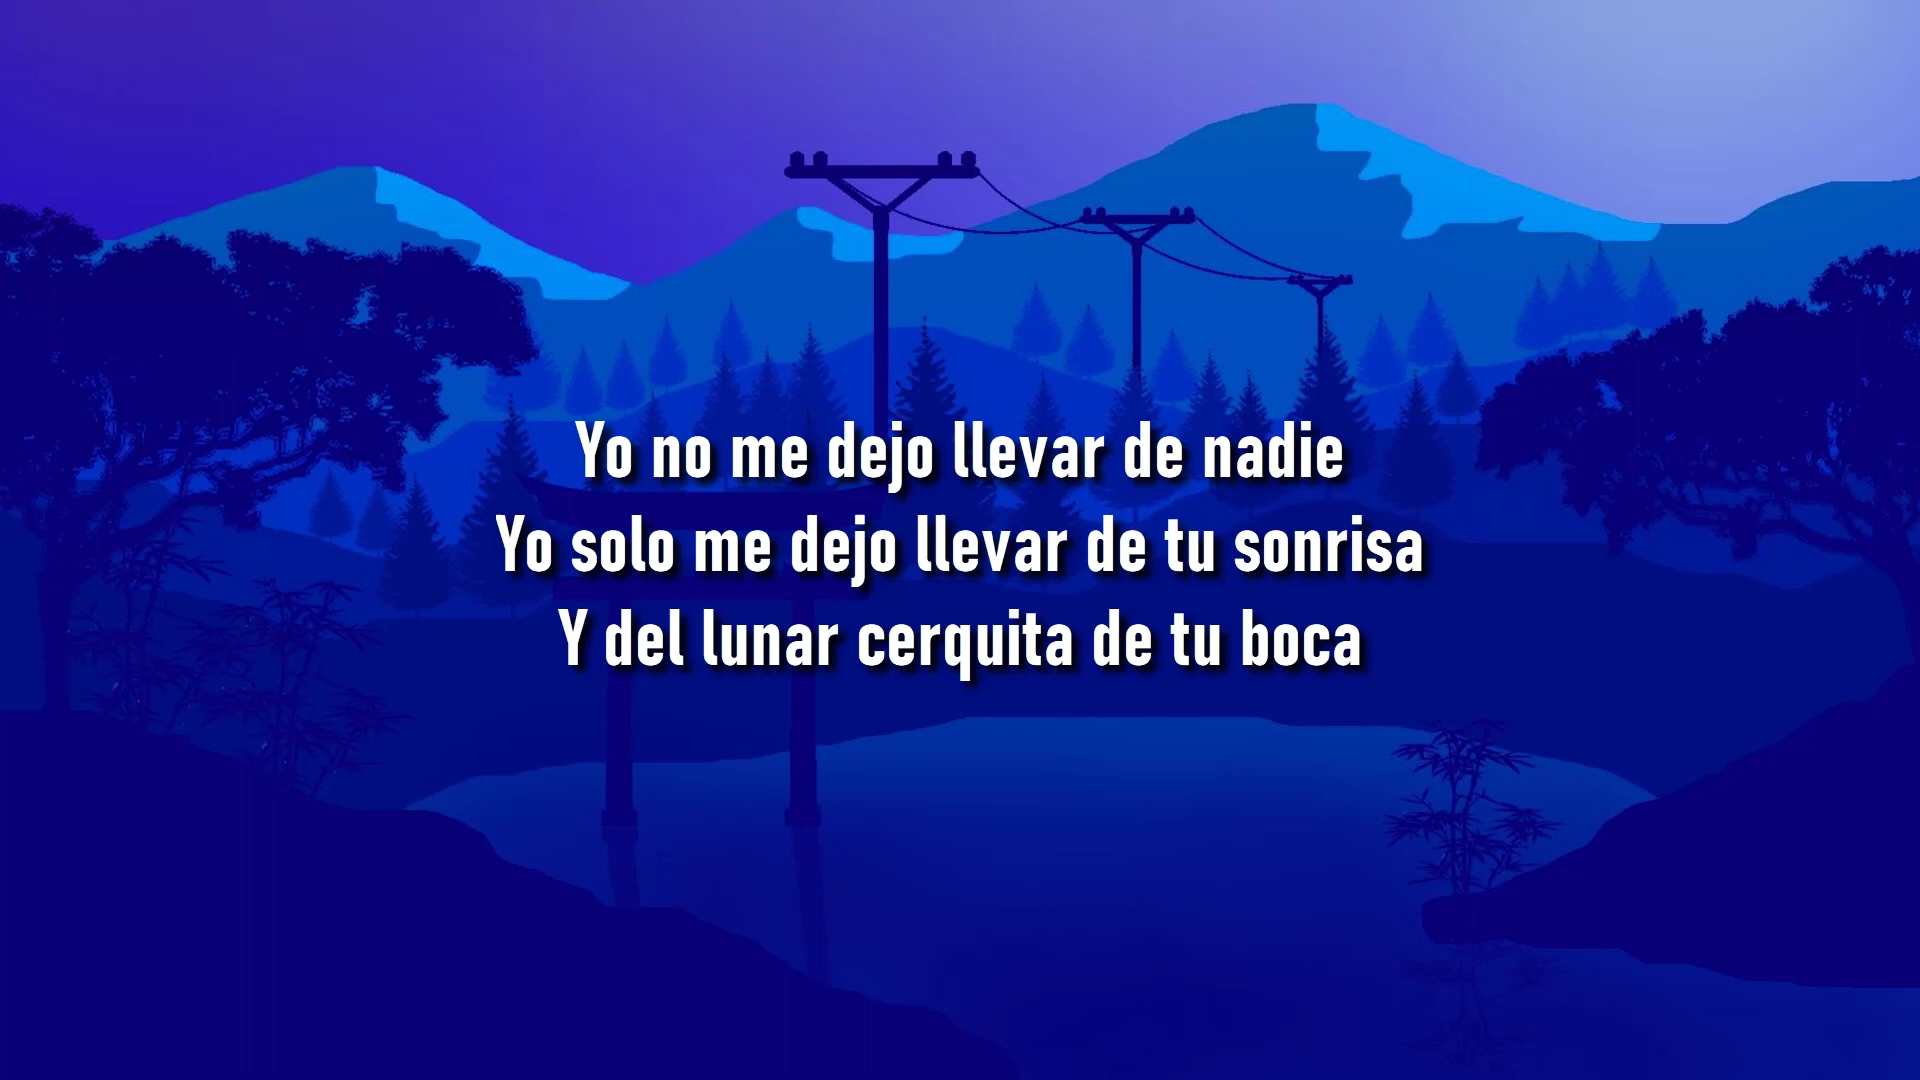 Yo no me dejo llevar de nadie
Yo solo me dejo llevar de tu sonrisa
Y del lunar cerquita de tu boca